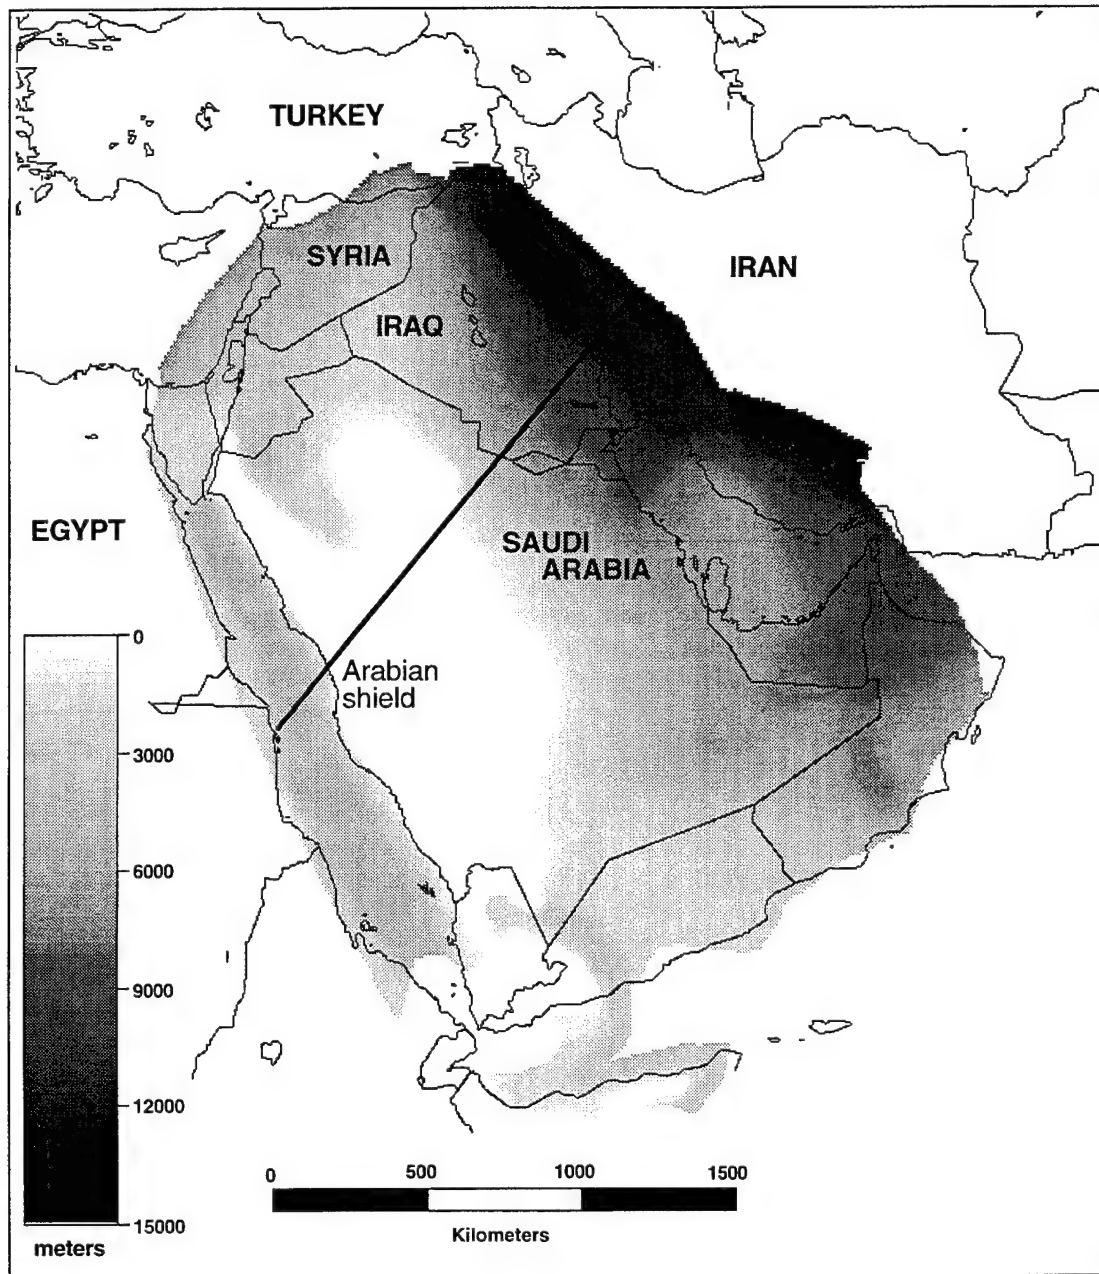 TURKEY
SYRIA
IRAN
IRAQ
EGYPT
SAUDI
ARABIA
0
Arabian
shield
3000
6000
9000
12000
15000
meters
0 500 1000 1500
Kilometers